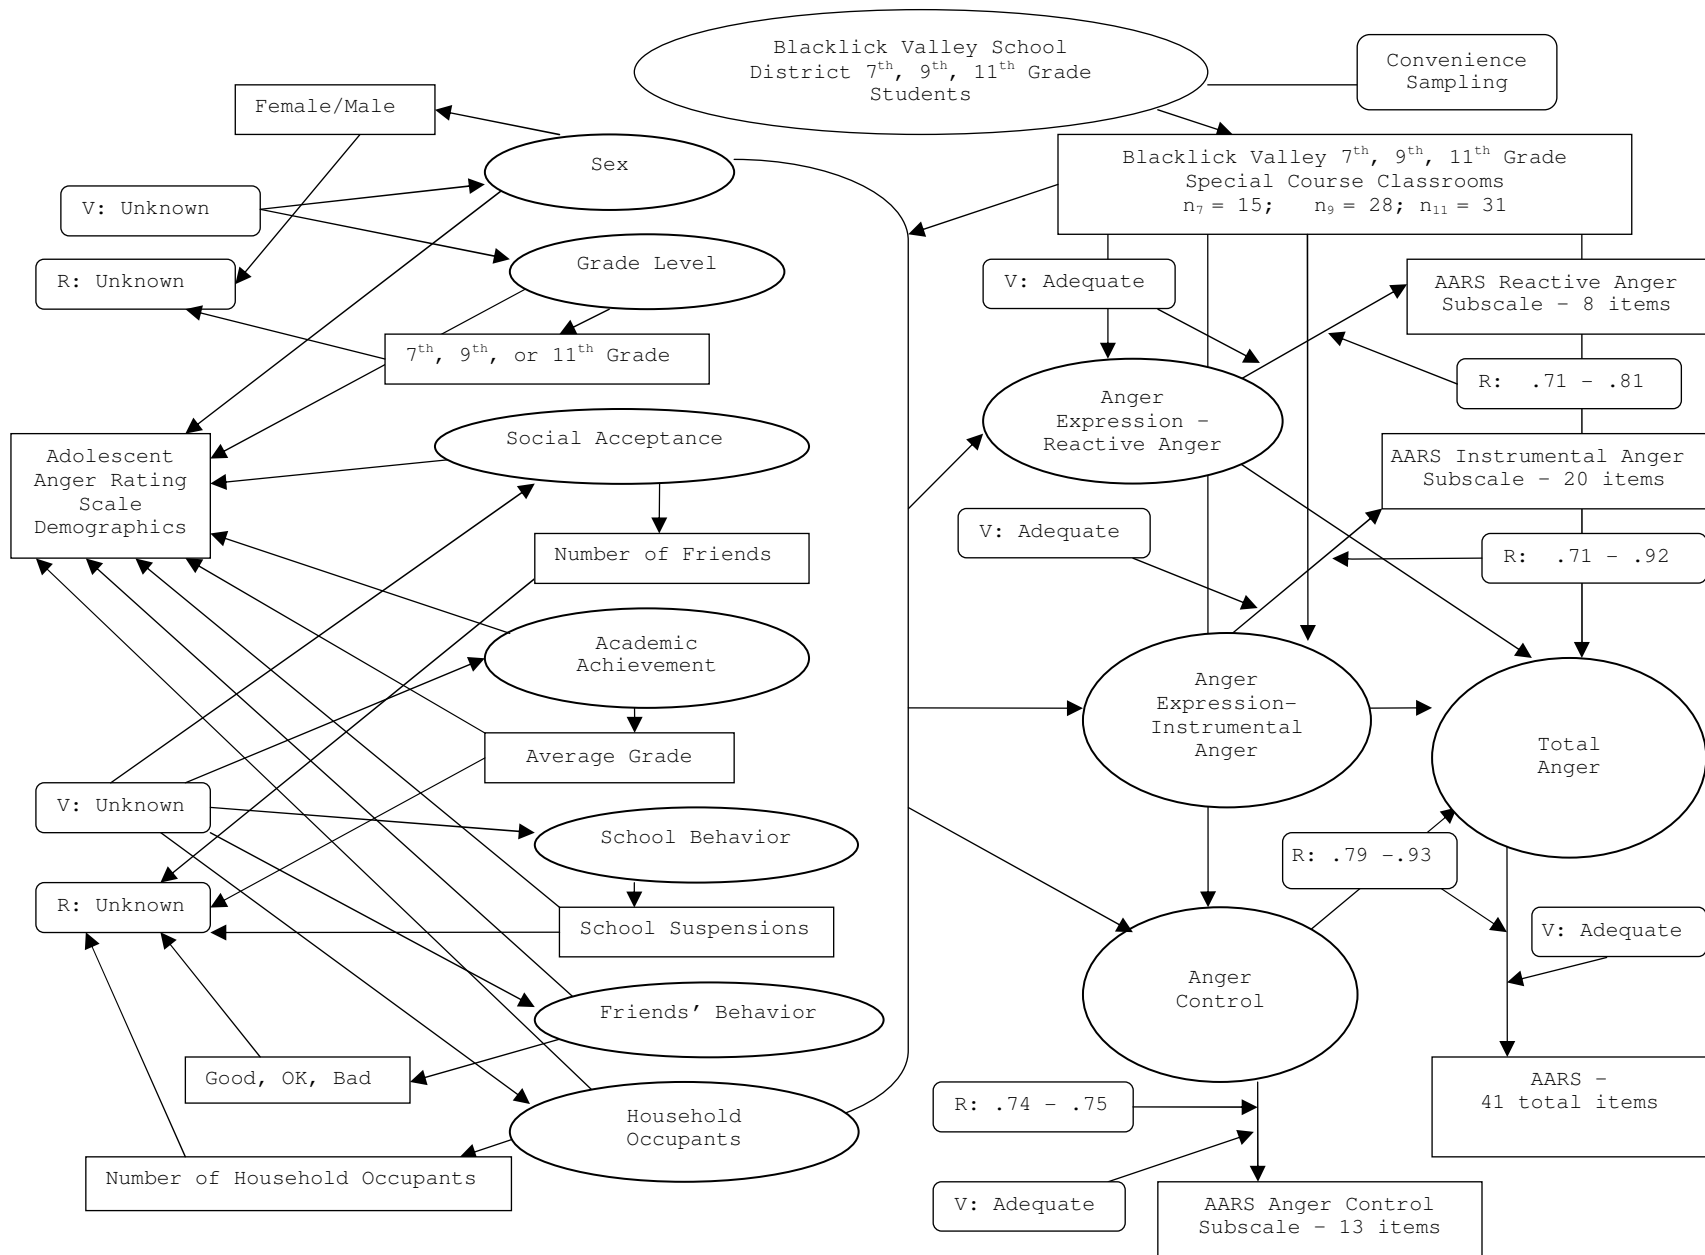 Blacklick Valley School
District 7th, 9th, 11th Grade
Students
Convenience
Sampling
Female/Male
Sex
Blacklick Valley 7th, 9th, 11th Grade
Special Course Classrooms
n7 = 15; n9 = 28; n11 = 31
V: Unknown
Grade Level
R: Unknown
V: Adequate
AARS Reactive Anger
Subscale – 8 items
7th, 9th, or 11th Grade
R: .71 – .81
Anger
Expression –
Reactive Anger
Social Acceptance
Adolescent
Anger Rating
Scale
Demographics
AARS Instrumental Anger
Subscale – 20 items
V: Adequate
Number of Friends
R: .71 – .92
Academic
Achievement
Anger
Expression–
Instrumental
Anger
Total
Anger
Average Grade
V: Unknown
School Behavior
R: .79 –.93
R: Unknown
School Suspensions
V: Adequate
Anger
Control
Friends’ Behavior
Good, OK, Bad
AARS –
41 total items
R: .74 – .75
Household
Occupants
Number of Household Occupants
V: Adequate
AARS Anger Control
Subscale – 13 items